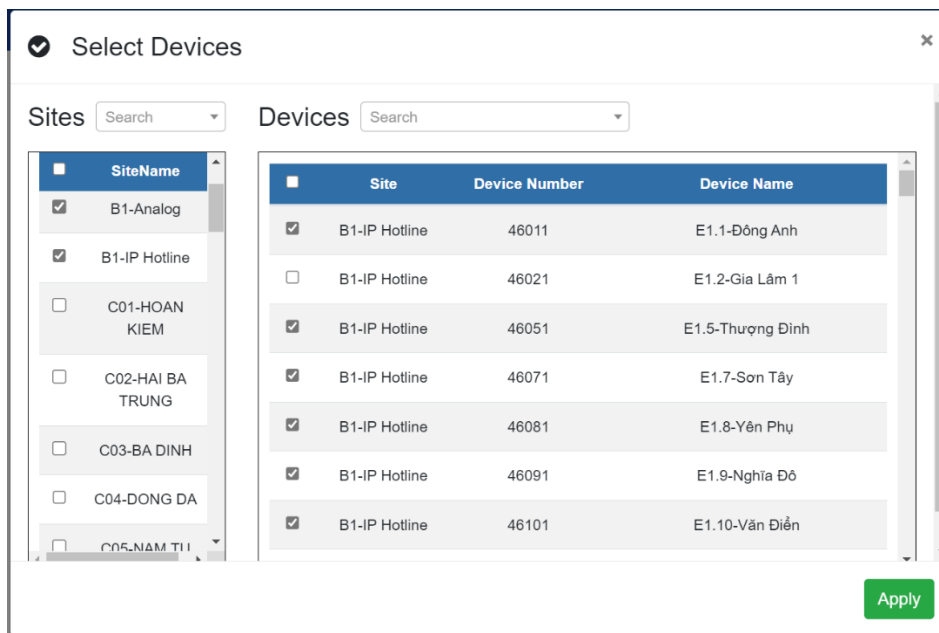 Select Devices
×
Sites
Search
Devices
Search
SiteName
B1-Analog
B1-IP Hotline
C01-HOAN
KIEM
C02-HAI BA
TRUNG
C03-BA DINH
C04-DONG DA
C05-NAM TU
Site Device Number Device Name
B1-IP Hotline 46011 E1.1-Đông Anh
B1-IP Hotline 46021 E1.2-Gia Lâm 1
B1-IP Hotline 46051 E1.5-Thượng Đình
B1-IP Hotline 46071 E1.7-Sơn Tây
B1-IP Hotline 46081 E1.8-Yên Phụ
B1-IP Hotline 46091 E1.9-Nghĩa Đô
B1-IP Hotline 46101 E1.10-Văn Điển
Apply